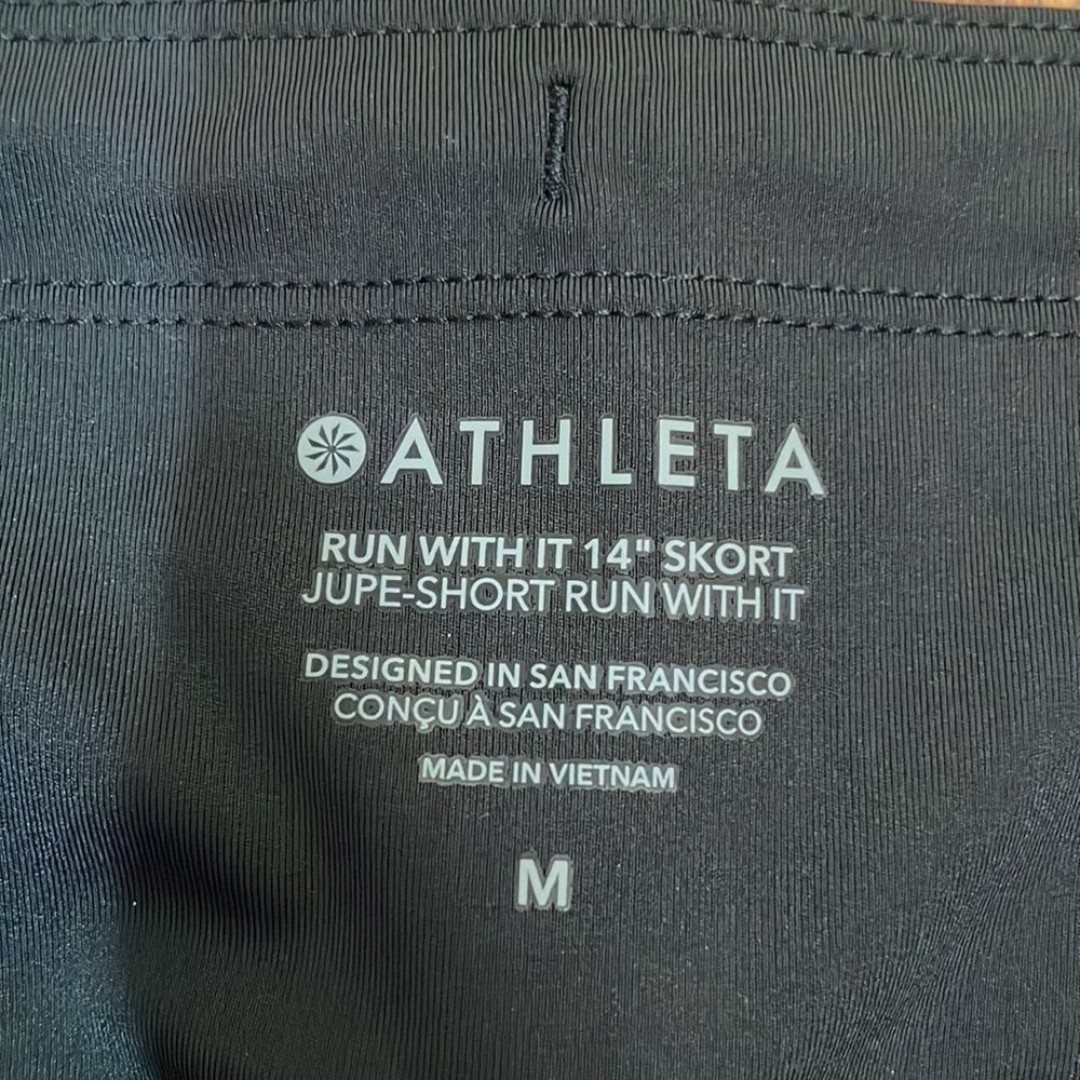 ATHLETA
RUN WITH IT 14" SKORT
JUPE-SHORT RUN WITH IT
DESIGNED IN SAN FRANCISCO
CONÇU À SAN FRANCISCO
MADE IN VIETNAM
M